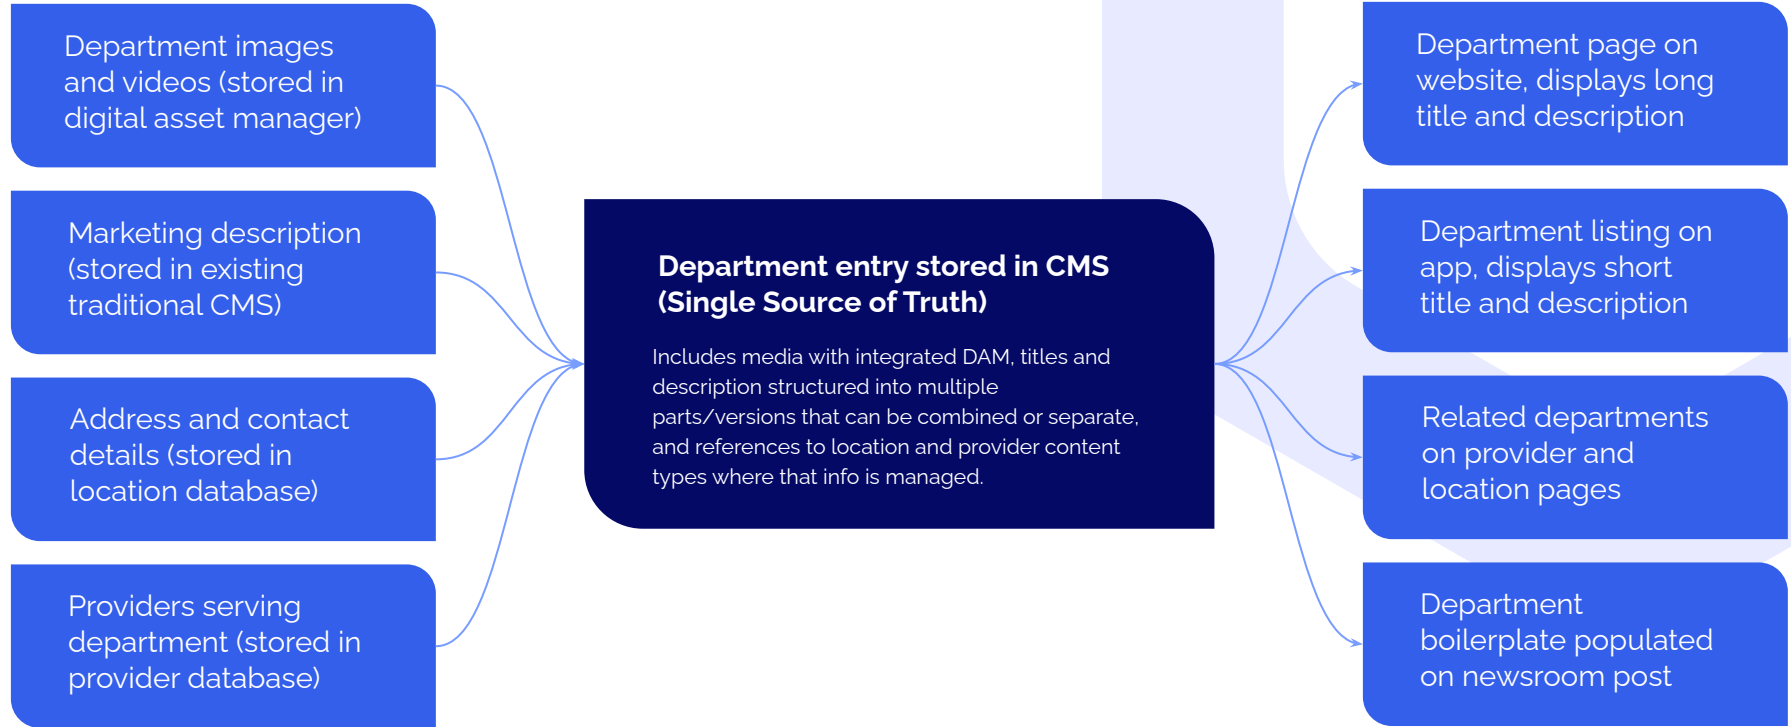 Department images
and videos (stored in
digital asset manager)
Marketing description
(stored in existing
traditional CMS)
Address and contact
details (stored in
location database)
Providers serving
department (stored in
provider database)
Department entry stored in CMS
(Single Source of Truth)
Includes media with integrated DAM, titles and
description structured into multiple
parts/versions that can be combined or separate,
and references to location and provider content
types where that info is managed.
Department page on
website, displays long
title and description
Department listing on
app, displays short
title and description
Related departments
on provider and
location pages
Department
boilerplate populated
on newsroom post